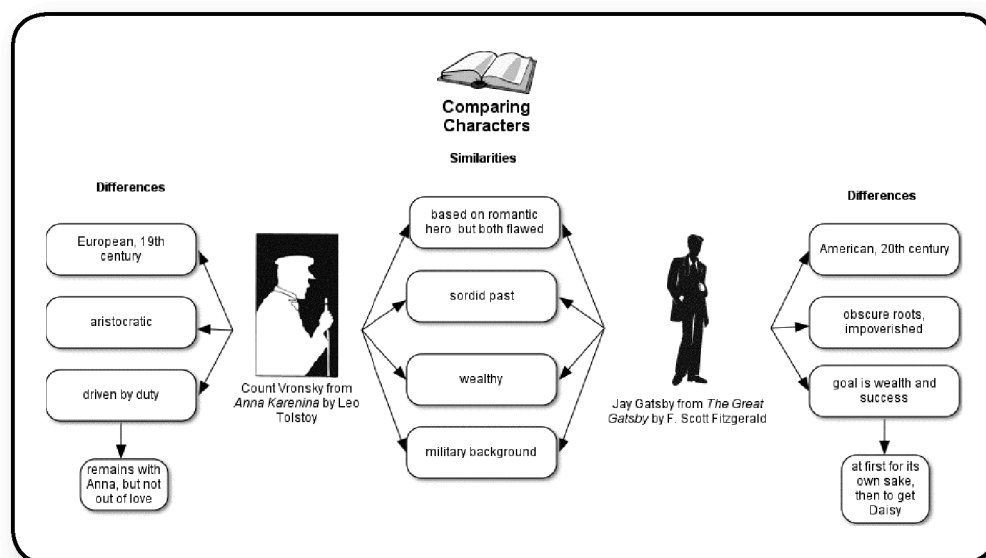 Comparing
Characters
Similarities
Differences
European, 19th
century
aristocratic
driven by duty
remains with
Anna, but not
out of love
Count Vronsky from
Anna Karenina by Leo
Tolstoy
based on romantic
hero but both flawed
sordid past
wealthy
military background
Jay Gatsby from The Great
Gatsby by F. Scott Fitzgerald
Differences
American, 20th century
obscure roots,
impoverished
goal is wealth and
success
at first for its
own sake,
then to get
Daisy